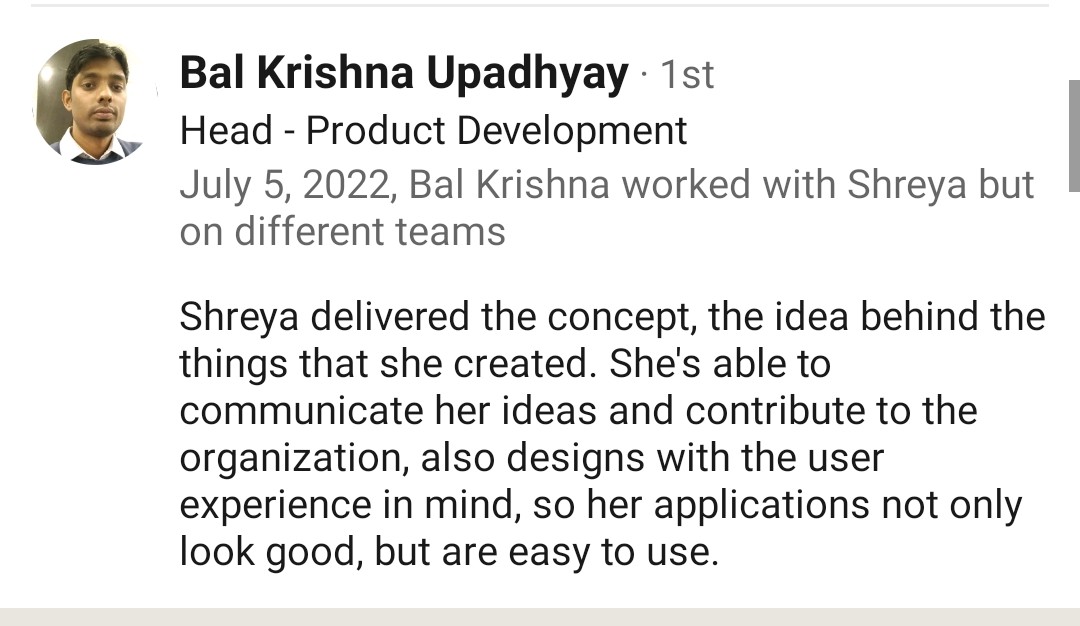 Bal Krishna Upadhyay · 1st
Head - Product Development
July 5, 2022, Bal Krishna worked with Shreya but
on different teams
Shreya delivered the concept, the idea behind the
things that she created. She's able to
communicate her ideas and contribute to the
organization, also designs with the user
experience in mind, so her applications not only
look good, but are easy to use.